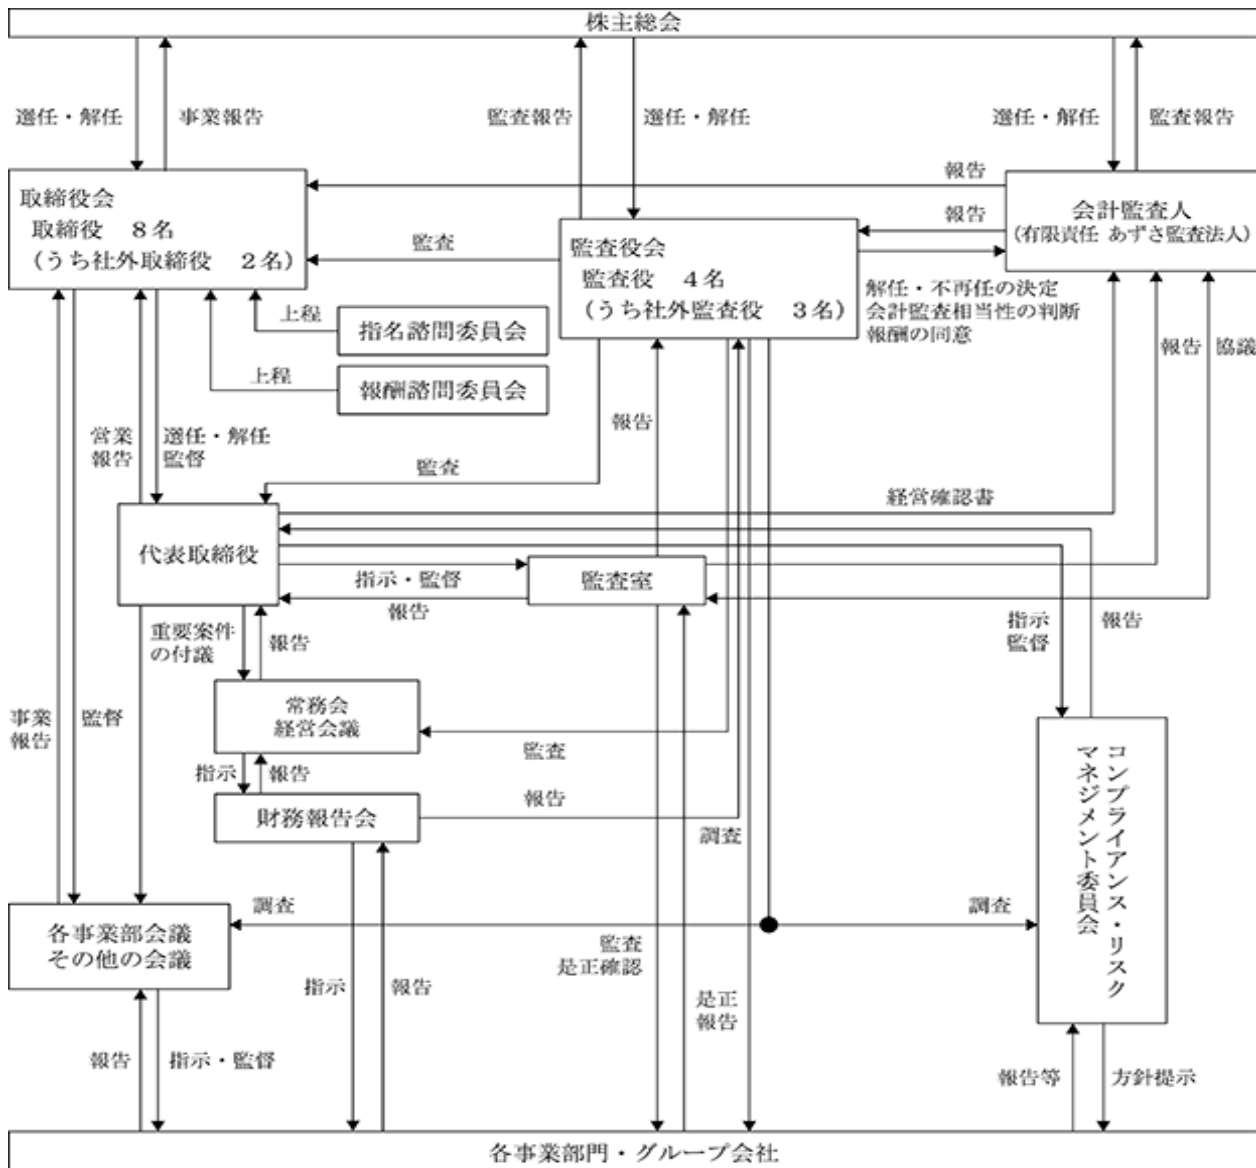 株主総会
選任・解任
事業報告
監査報告
選任・解任
選任・解任
監査報告
取締役会
取締役 8名
(うち社外取締役 2名)
報告
会計監査人
(有限責任 あずさ監査法人)
報告
監査
監査役会
監査役 4名
(うち社外監査役 3名)
解任・不再任の決定
会計監査相当性の判断
報酬の同意
上程
指名諮問委員会
上程
報酬諮問委員会
報告
協議
営業
報告
選任・解任
監督
報告
監査
経営確認書
代表取締役
指示・監督
監査室
報告
重要案件
の付議
報告
指示
監督
報告
常務会
経営会議
事業
報告
監督
監査
指示
報告
財務報告会
報告
調査
コンプライアンス・リスク
マネジメント委員会
調査
調査
各事業部会議
その他の会議
監査
是正確認
指示
報告
是正
報告
報告
指示・監督
報告等
方針提示
各事業部門・グループ会社